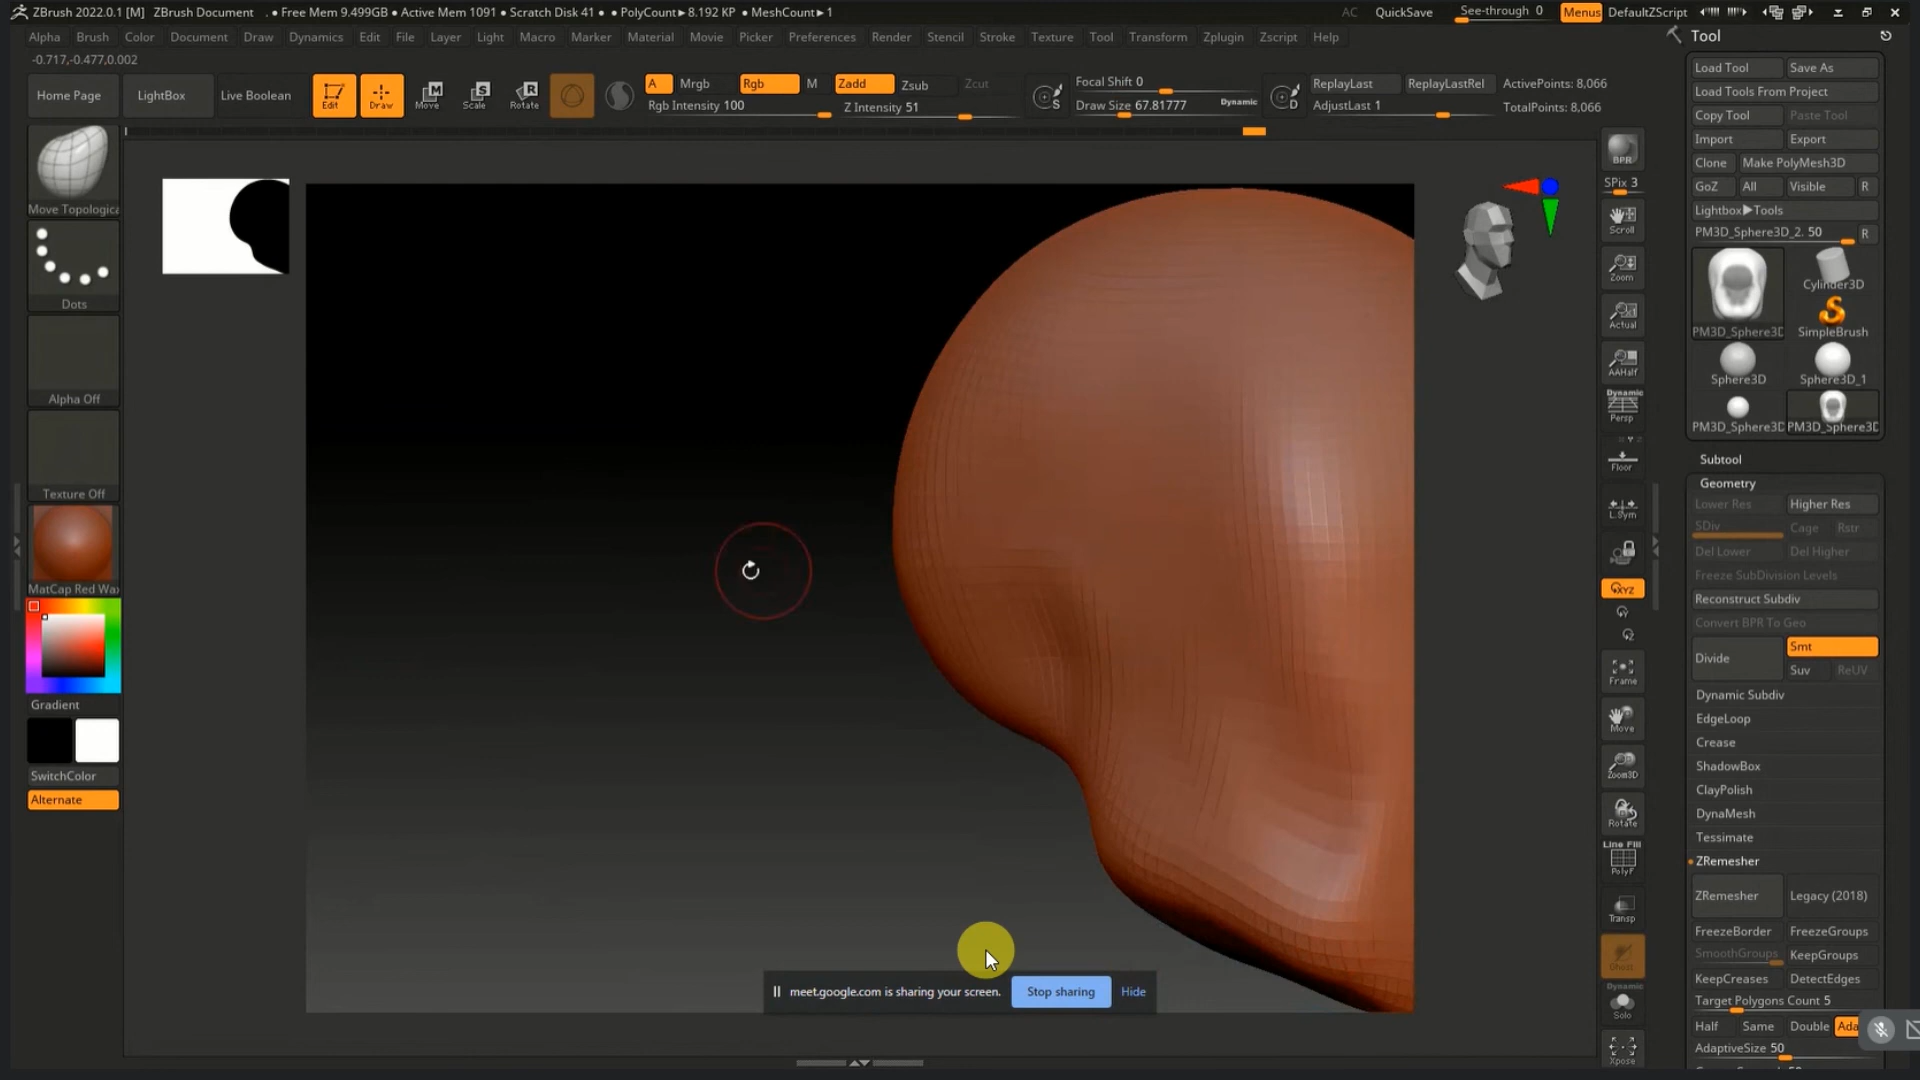 ZBrush 2022.0.1 [M] ZBrush Document . • Free Mem 9.499GB • Active Mem 1091 • Scratch Disk 41 • • PolyCount▸ 8.192 KP • MeshCount▸ 1 AC QuickSave See-through 0 Menus DefaultZScript
Alpha Brush Color Document Draw Dynamics Edit File Layer Light Macro Marker Material Movie Picker Preferences Render Stencil Stroke Texture Tool Transform Zplugin Zscript Help
-0.717,-0.477,0.002
Home Page LightBox Live Boolean Edit Draw Move Scale Rotate
A Mrgb Rgb M Zadd Zsub Zcut
Rgb Intensity 100 Z Intensity 51
Focal Shift 0
Draw Size 67.81777 Dynamic
ReplayLast ReplayLastRel
AdjustLast 1
ActivePoints: 8,066
TotalPoints: 8,066
Move Topologica
Dots
Alpha Off
Texture Off
MatCap Red Wax
Gradient
SwitchColor
Alternate
meet.google.com is sharing your screen. Stop sharing Hide
BPR
SPix 3
Scroll
Zoom
Actual
AAHalf
Dynamic
Persp
Floor
L.Sym
XYZ
Frame
Move
Zoom3D
Rotate
Line Fill
PolyF
Transp
Ghost
Dynamic
Solo
Xpose
Tool
Load Tool Save As
Load Tools From Project
Copy Tool Paste Tool
Import Export
Clone Make PolyMesh3D
GoZ All Visible R
Lightbox▸Tools
PM3D_Sphere3D_2. 50 R
PM3D_Sphere3D Cylinder3D
SimpleBrush
Sphere3D Sphere3D_1
PM3D_Sphere3D PM3D_Sphere3D
Subtool
Geometry
Lower Res Higher Res
SDiv Cage Rstr
Del Lower Del Higher
Freeze SubDivision Levels
Reconstruct Subdiv
Convert BPR To Geo
Divide Smt
Suv ReUV
Dynamic Subdiv
EdgeLoop
Crease
ShadowBox
ClayPolish
DynaMesh
Tessimate
ZRemesher
ZRemesher Legacy (2018)
FreezeBorder FreezeGroups
SmoothGroups KeepGroups
KeepCreases DetectEdges
Target Polygons Count 5
Half Same Double Ada
AdaptiveSize 50